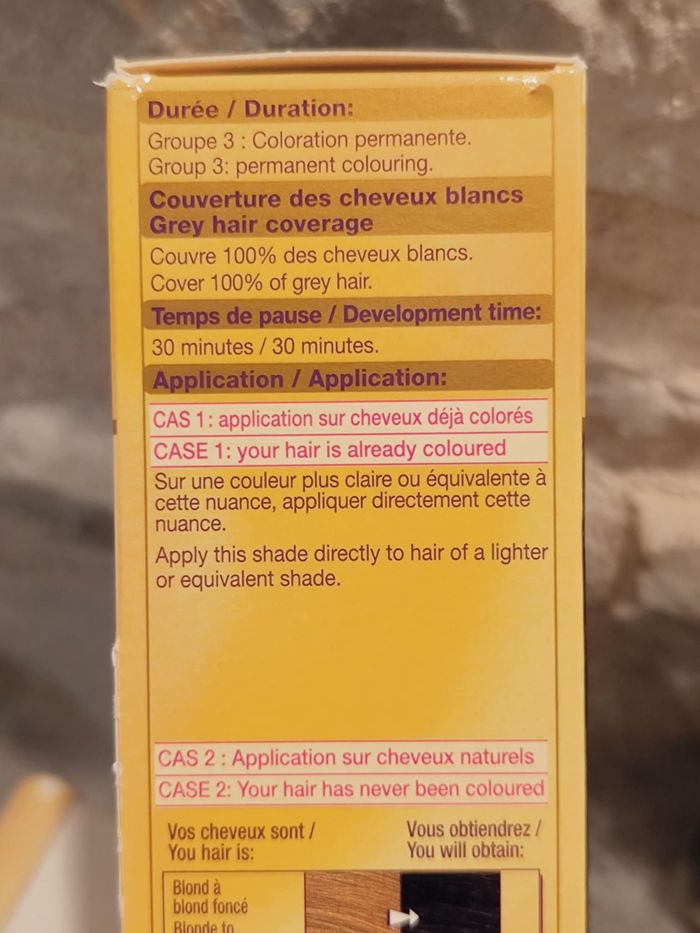 Durée / Duration:
Groupe 3 : Coloration permanente.
Group 3: permanent colouring.
Couverture des cheveux blancs
Grey hair coverage
Couvre 100% des cheveux blancs.
Cover 100% of grey hair.
Temps de pause / Development time:
30 minutes / 30 minutes.
Application / Application:
CAS 1: application sur cheveux déjà colorés
CASE 1: your hair is already coloured
Sur une couleur plus claire ou équivalente à
cette nuance, appliquer directement cette
nuance.
Apply this shade directly to hair of a lighter
or equivalent shade.
CAS 2 : Application sur cheveux naturels
CASE 2: Your hair has never been coloured
Vos cheveux sont / Vous obtiendrez /
You hair is: You will obtain:
Blond à
blond foncé
Blonde to